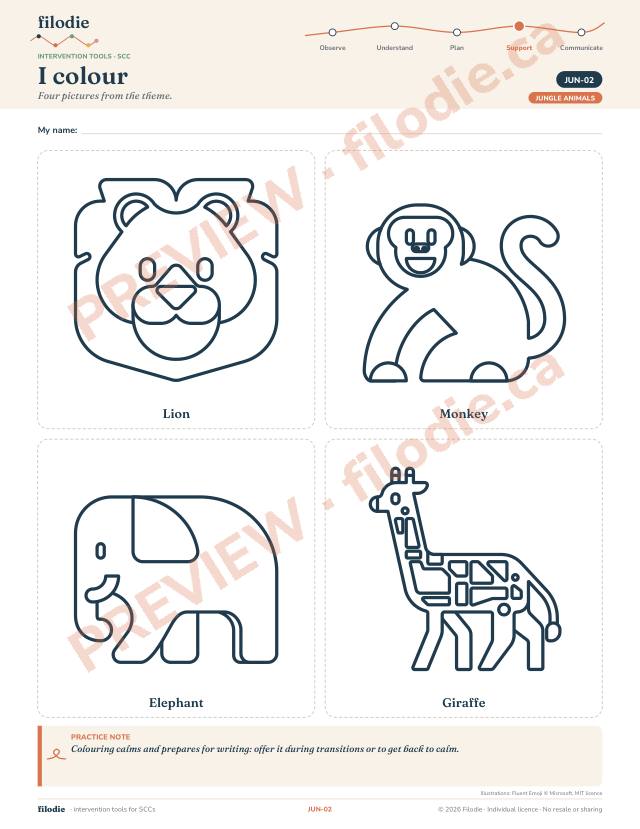 filodie
INTERVENTION TOOLS · SCC
I colour
Four pictures from the theme.
Observe Understand Plan Support Communicate
JUN-02
JUNGLE ANIMALS
My name:
PREVIEW · filodie.ca
Lion
Monkey
PREVIEW · filodie.ca
Elephant
Giraffe
PRACTICE NOTE
Colouring calms and prepares for writing: offer it during transitions or to get back to calm.
Illustrations: Fluent Emoji © Microsoft, MIT licence
filodie · intervention tools for SCCs JUN-02 © 2026 Filodie · Individual licence · No resale or sharing